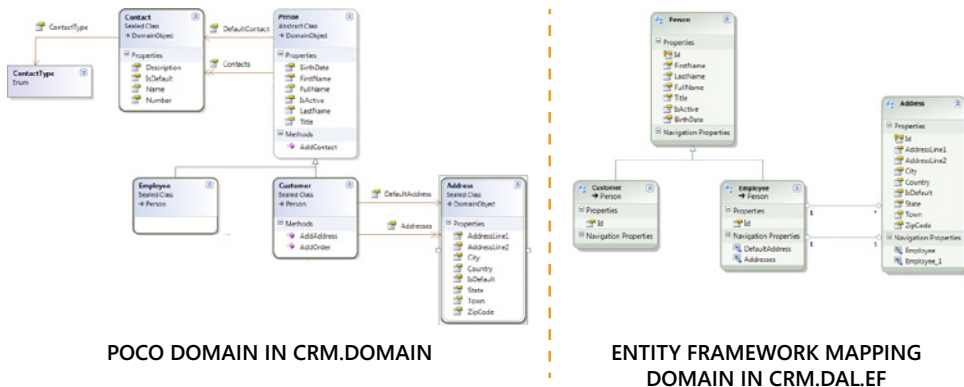 ContactType
Contact
Sealed Class
DomainObject
Properties
Description
IsDefault
Name
Number
ContactType
Enum
DefaultContact
Contacts
Person
Abstract Class
DomainObject
Properties
BirthDate
FirstName
FullName
IsActive
LastName
Title
Methods
AddContact
Employee
Sealed Class
Person
Customer
Sealed Class
Person
Methods
AddAddress
AddOrder
DefaultAddress
Addresses
Address
Sealed Class
DomainObject
Properties
AddressLine1
AddressLine2
City
Country
IsDefault
State
Town
ZipCode
POCO DOMAIN IN CRM.DOMAIN
Person
Properties
Id
FirstName
LastName
FullName
Title
IsActive
BirthDate
Navigation Properties
Customer
Person
Properties
Id
Navigation Properties
Employee
Person
Properties
Id
Navigation Properties
DefaultAddress
Addresses
1
*
1
1
Address
Properties
Id
AddressLine1
AddressLine2
City
Country
IsDefault
State
Town
ZipCode
Navigation Properties
Employee
Employee_1
ENTITY FRAMEWORK MAPPING
DOMAIN IN CRM.DAL.EF